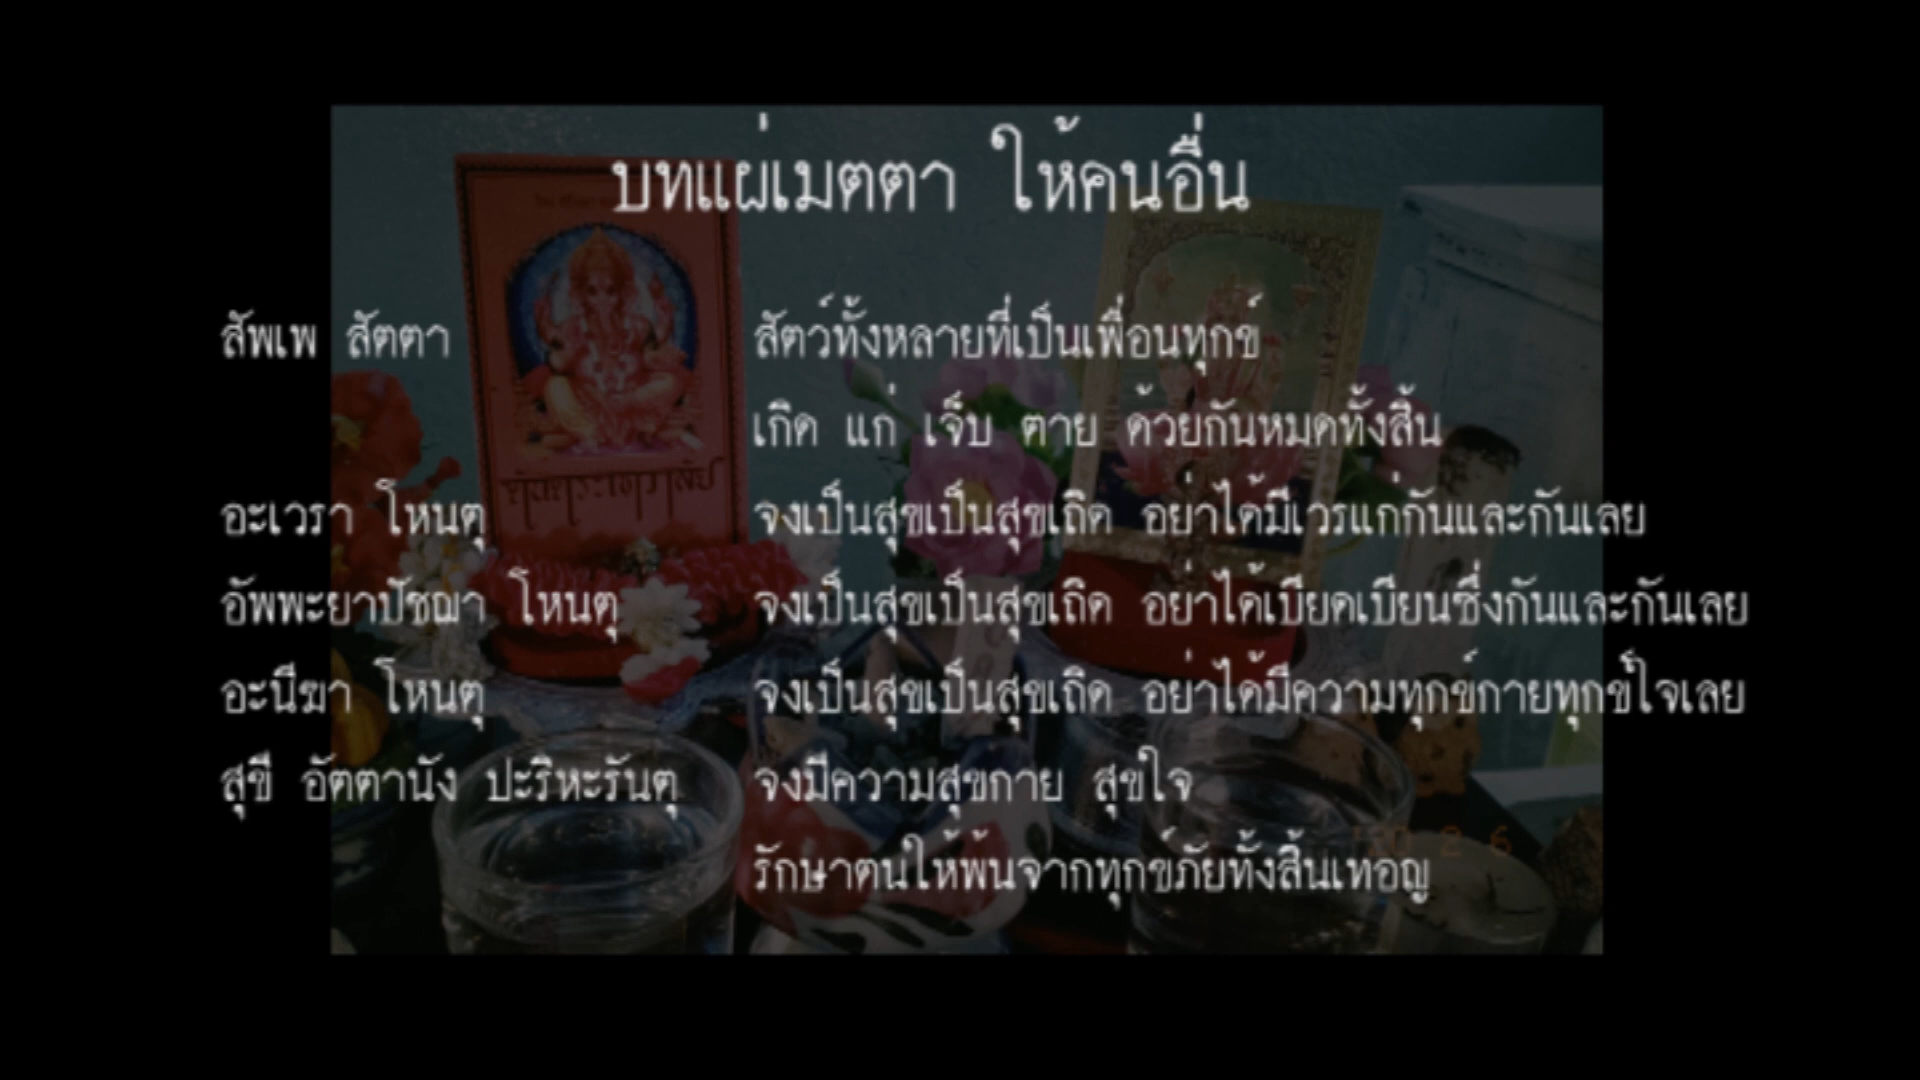 บทแผ่เมตตา ให้คนอื่น
สัพเพ สัตตา สัตว์ทั้งหลายที่เป็นเพื่อนทุกข์
เกิด แก่ เจ็บ ตาย ด้วยกันหมดทั้งสิ้น
อะเวรา โหนตุ จงเป็นสุขเป็นสุขเถิด อย่าได้มีเวรแก่กันและกันเลย
อัพพะยาปัชฌา โหนตุ จงเป็นสุขเป็นสุขเถิด อย่าได้เบียดเบียนซึ่งกันและกันเลย
อะนีฆา โหนตุ จงเป็นสุขเป็นสุขเถิด อย่าได้มีความทุกข์กายทุกข์ใจเลย
สุขี อัตตานัง ปะริหะรันตุ จงมีความสุขกาย สุขใจ
รักษาตนให้พ้นจากทุกข์ภัยทั้งสิ้นเทอญ